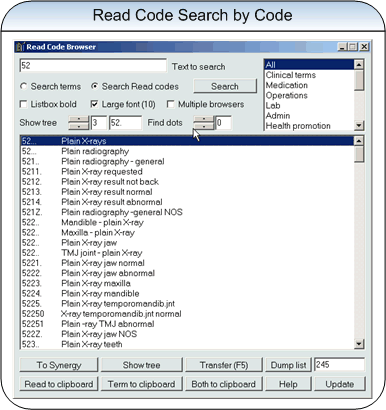 Read Code Search by Code
Read Code Browser
52
Text to search
Search terms
Search Read codes
Search
Listbox bold
Large font (10)
Multiple browsers
Show tree
3
52.
Find dots
0
All
Clinical terms
Medication
Operations
Lab
Admin
Health promotion
52... Plain X-rays
52... Plain radiography
521.. Plain radiography - general
5211. Plain X-ray requested
5212. Plain X-ray result not back
5213. Plain X-ray result normal
5214. Plain X-ray result abnormal
521Z. Plain radiography -general NOS
522.. Mandible - plain X-ray
522.. Maxilla - plain X-ray
522.. Plain X-ray jaw
522.. TMJ joint - plain X-ray
5221. Plain X-ray jaw normal
5222. Plain X-ray jaw abnormal
5223. Plain X-ray maxilla
5224. Plain X-ray mandible
5225. Plain X-ray temporomandib.jnt
52250 X-ray temporomandib.jnt normal
52251 Plain -ray TMJ abnormal
522Z. Plain X-ray jaw NOS
523.. Plain X-ray teeth
To Synergy
Show tree
Transfer (F5)
Dump list
245
Read to clipboard
Term to clipboard
Both to clipboard
Help
Update